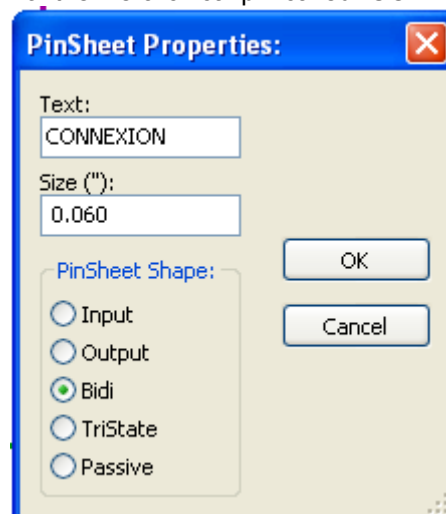 PinSheet Properties:
Text:
CONNEXION
Size ("):
0.060
PinSheet Shape:
Input
Output
Bidi
TriState
Passive
OK
Cancel